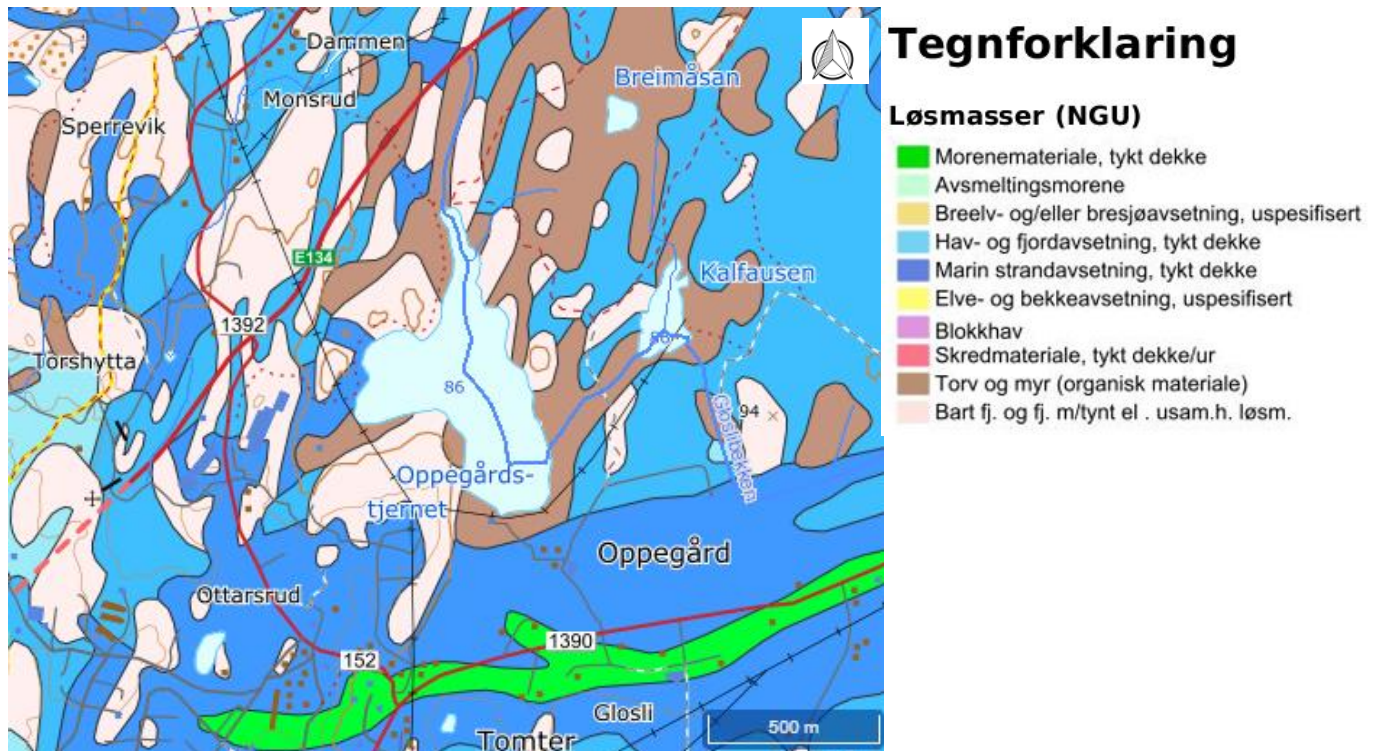 Dammen
Breimåsan
Monsrud
Sperrevik
E134
Kalfausen
1392
86
Torshytta
86
94
Gloslibekken
Oppegårds-
tjernet
Oppegård
Ottarsrud
1390
152
Glosli
500 m
Tomter
Tegnforklaring
Løsmasser (NGU)
Morenemateriale, tykt dekke
Avsmeltingsmorene
Breelv- og/eller bresjøavsetning, uspesifisert
Hav- og fjordavsetning, tykt dekke
Marin strandavsetning, tykt dekke
Elve- og bekkeavsetning, uspesifisert
Blokkhav
Skredmateriale, tykt dekke/ur
Torv og myr (organisk materiale)
Bart fj. og fj. m/tynt el . usam.h. løsm.